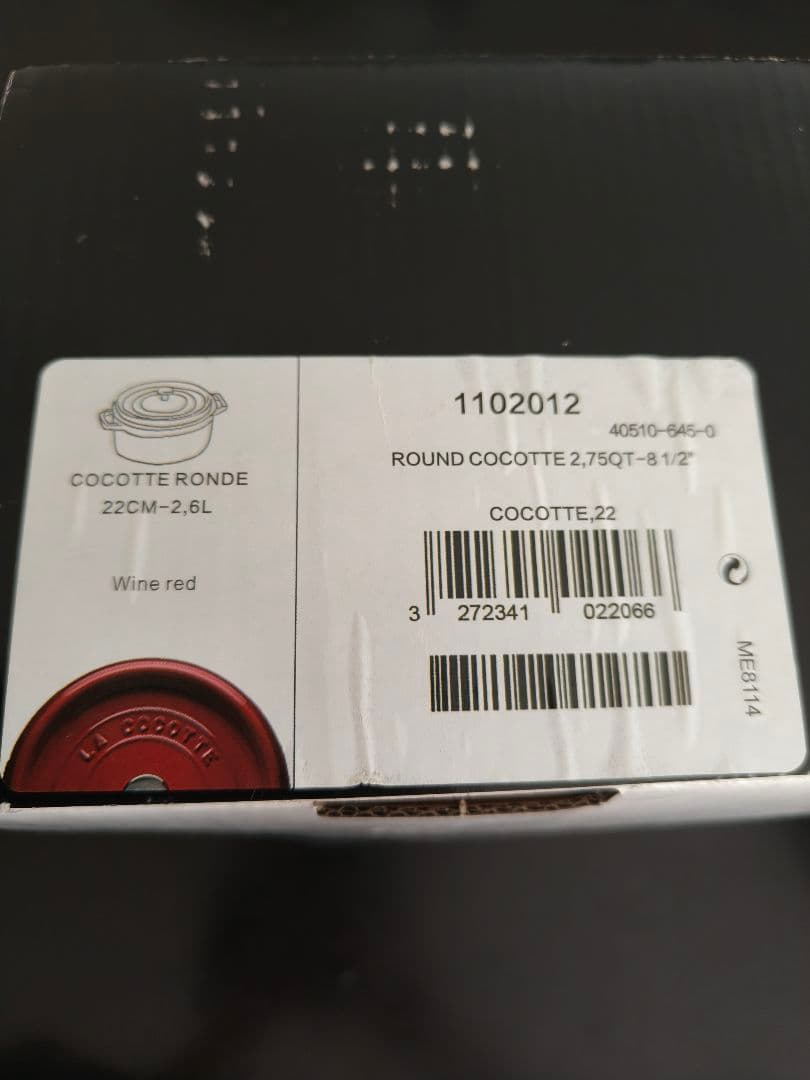 COCOTTE RONDE
22CM-2,6L
Wine red
LA COCOTTE
1102012
40510-645-0
ROUND COCOTTE 2,75QT-8 1/2"
COCOTTE,22
3 272341 022066
ME8114